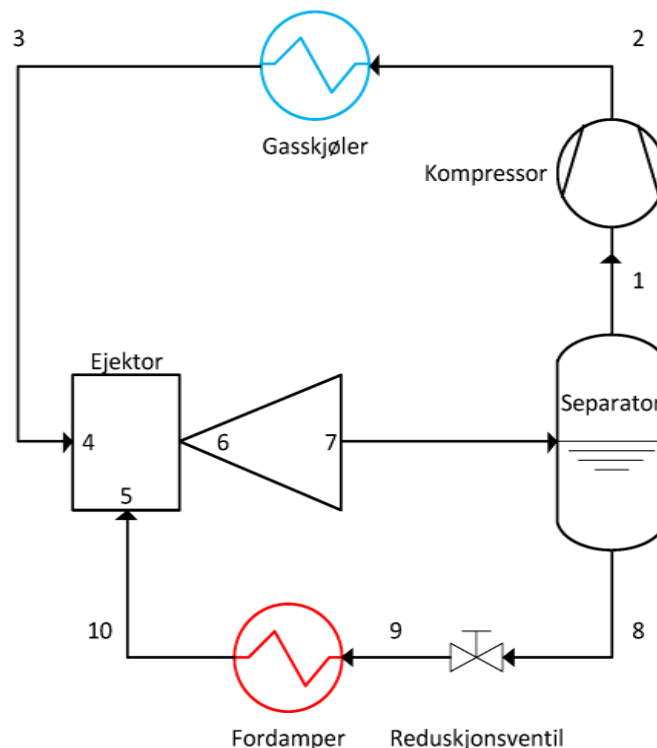 3
2
Gasskjøler
Kompressor
1
Ejektor
Separator
4
6
7
5
10
9
8
Fordamper
Reduskjonsventil